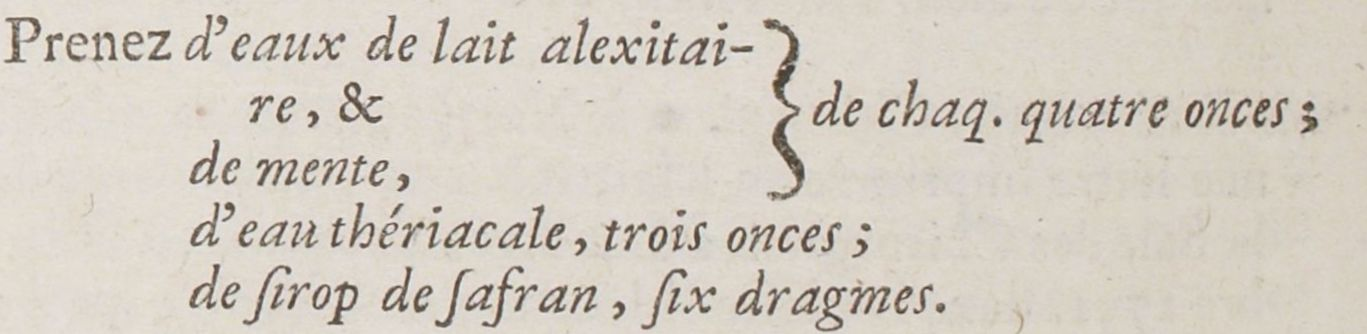 Prenez d'eaux de lait alexitai-
re, &
de chaq. quatre onces;
de mente,
d'eau thériacale, trois onces;
de ſirop de ſafran, ſix dragmes.